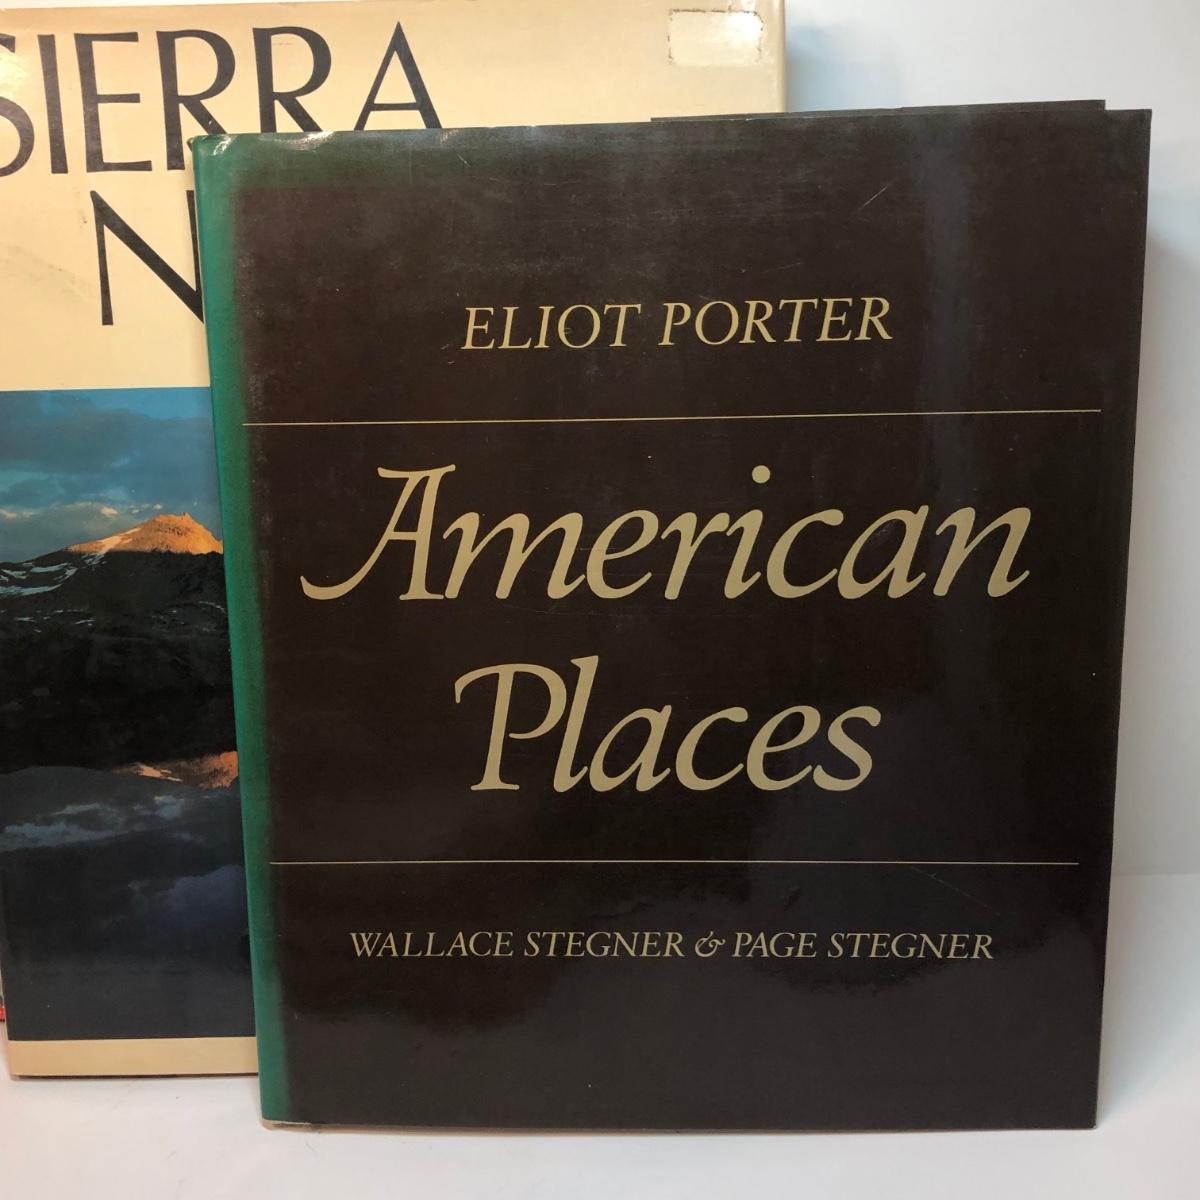 SIERRA
N
ELIOT PORTER
American
Places
WALLACE STEGNER & PAGE STEGNER